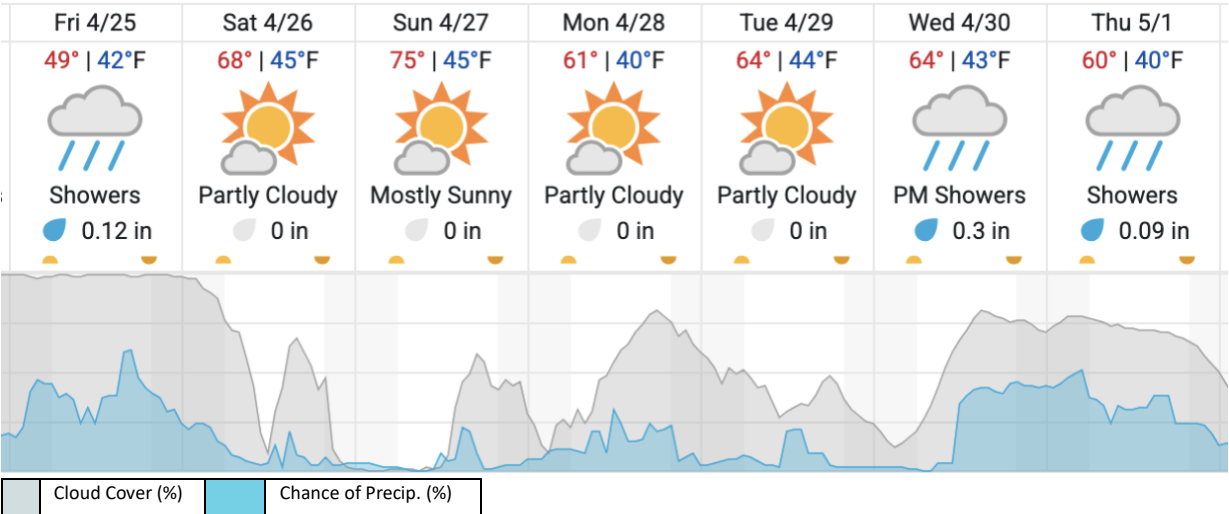 Fri 4/25 Sat 4/26 Sun 4/27 Mon 4/28 Tue 4/29 Wed 4/30 Thu 5/1
49° | 42°F 68° | 45°F 75° | 45°F 61° | 40°F 64° | 44°F 64° | 43°F 60° | 40°F
Showers Partly Cloudy Mostly Sunny Partly Cloudy Partly Cloudy PM Showers Showers
0.12 in 0 in 0 in 0 in 0 in 0.3 in 0.09 in
Cloud Cover (%) Chance of Precip. (%)